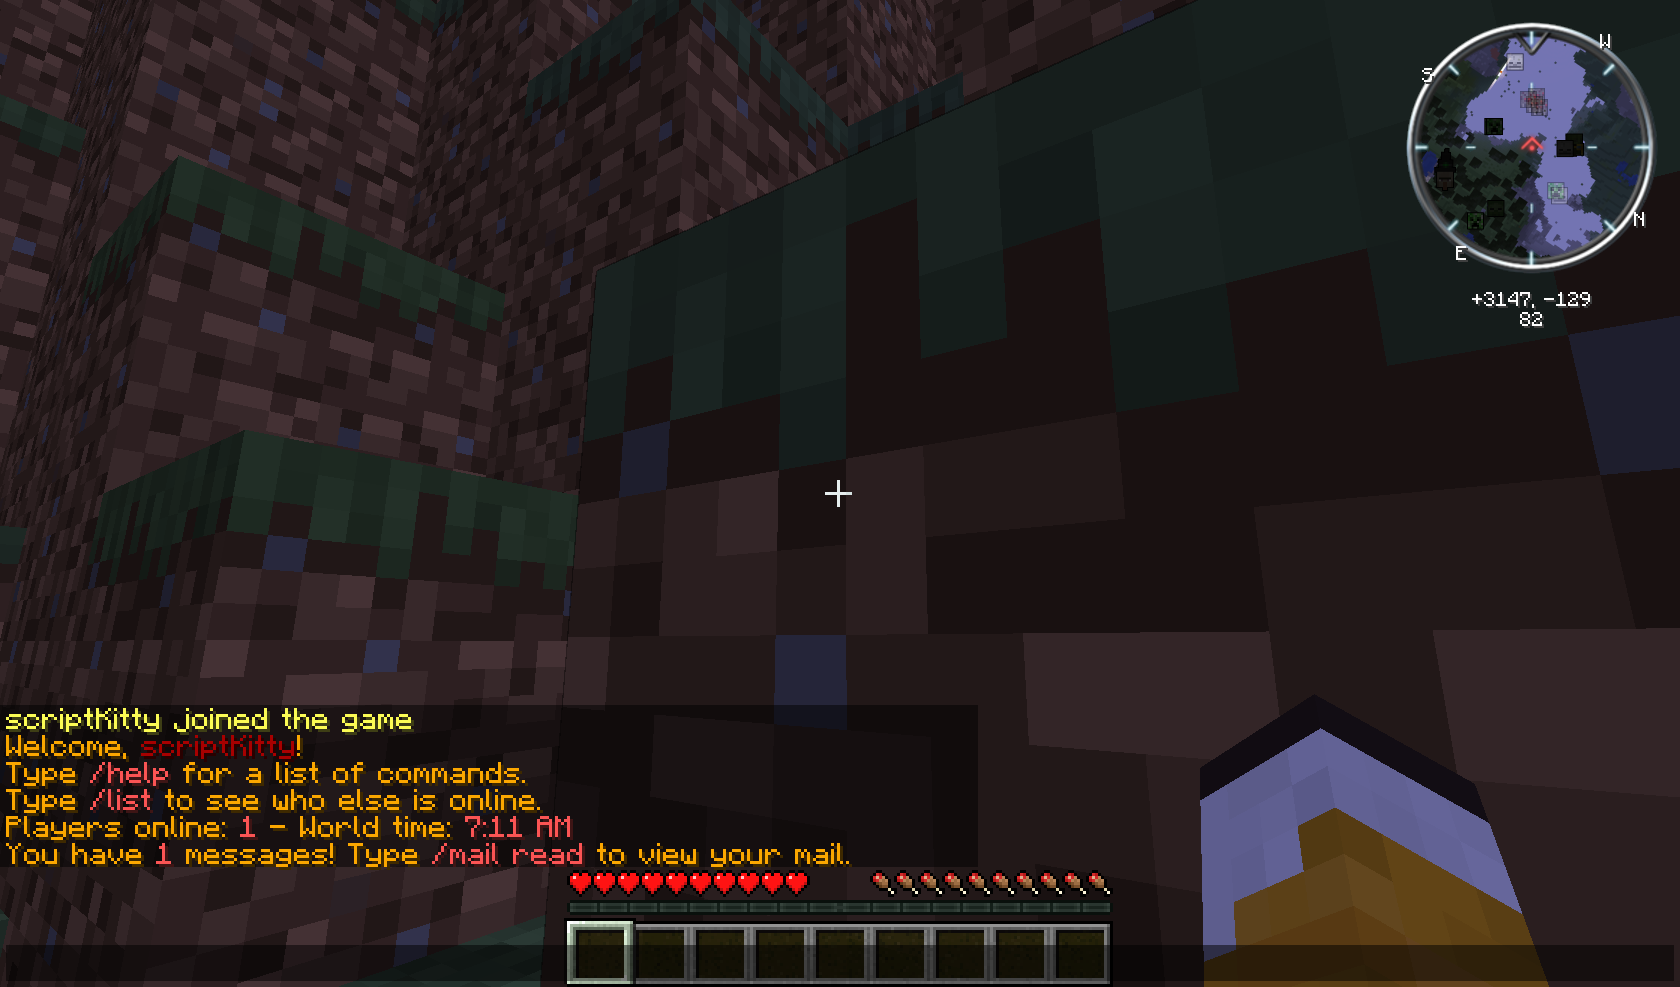 W
S
N
E
+3147, -129
82
scriptKitty joined the game
Welcome, scriptKitty!
Type /help for a list of commands.
Type /list to see who else is online.
Players online: 1 - World time: 7:11 AM
You have 1 messages! Type /mail read to view your mail.